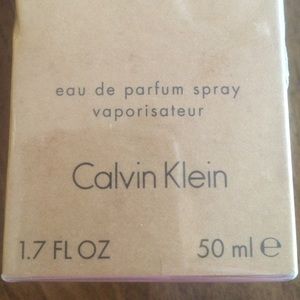 eau de parfum spray
vaporisateur
Calvin Klein
1.7 FL OZ 50 ml ℮